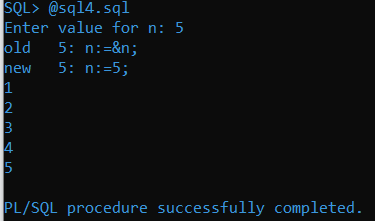 SQL> @sql4.sql
Enter value for n: 5
old   5: n:=&n;
new   5: n:=5;
1
2
3
4
5
PL/SQL procedure successfully completed.